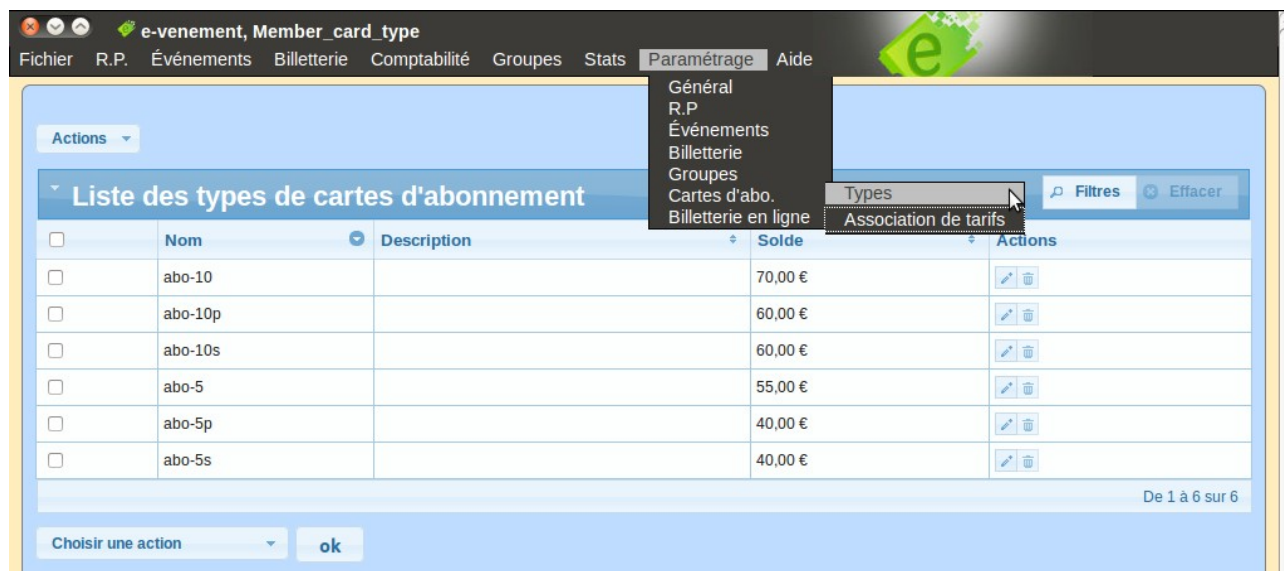 e-venement, Member_card_type
Fichier R.P. Événements Billetterie Comptabilité Groupes Stats Paramétrage Aide
e
Général
R.P
Événements
Billetterie
Groupes
Cartes d'abo.
Billetterie en ligne
Types
Association de tarifs
Actions
Liste des types de cartes d'abonnement
Filtres Effacer
Nom Description Solde Actions
abo-10 70,00 €
abo-10p 60,00 €
abo-10s 60,00 €
abo-5 55,00 €
abo-5p 40,00 €
abo-5s 40,00 €
De 1 à 6 sur 6
Choisir une action ok